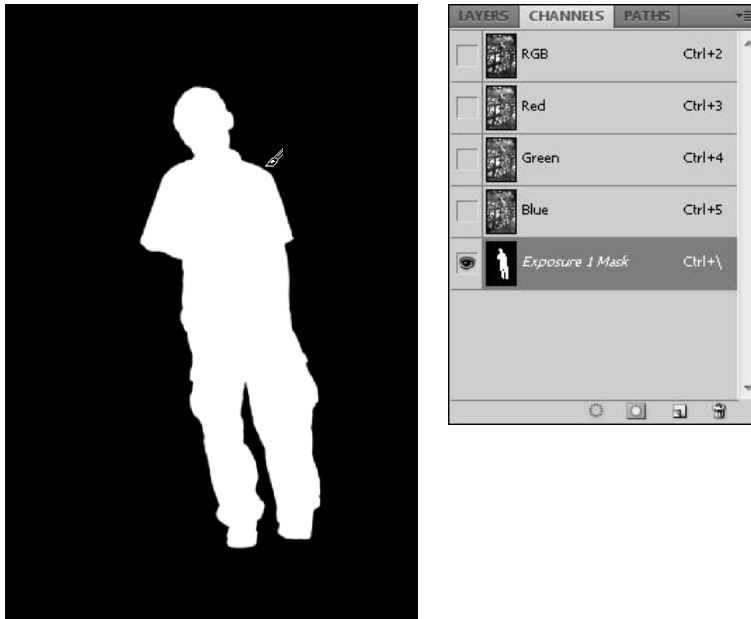 LAYERS CHANNELS PATHS
RGB Ctrl+2
Red Ctrl+3
Green Ctrl+4
Blue Ctrl+5
Exposure 1 Mask Ctrl+\